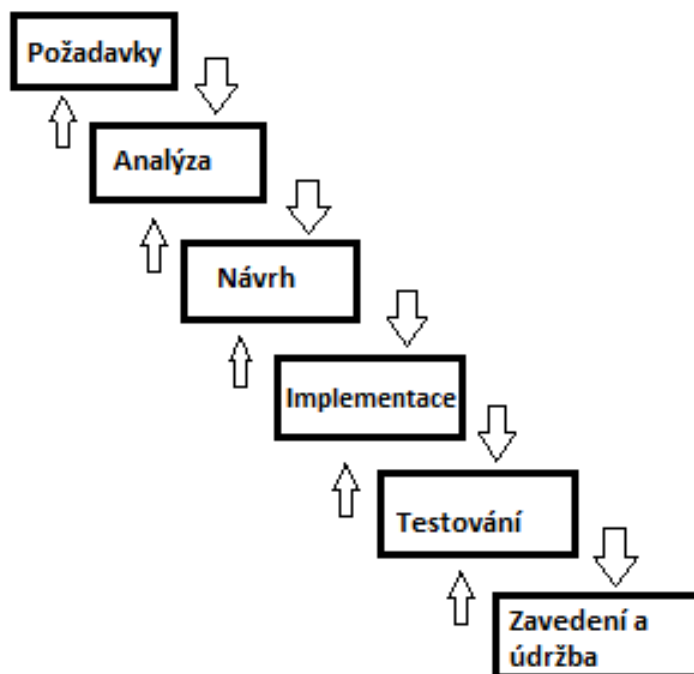 Požadavky
Analýza
Návrh
Implementace
Testování
Zavedení a
údržba